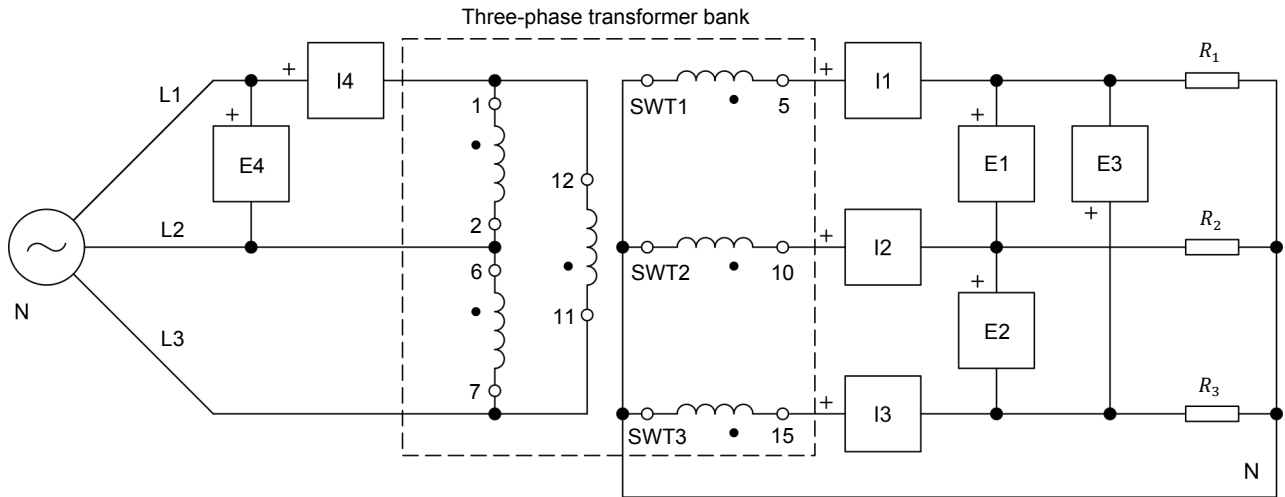 Three-phase transformer bank
+
I4
L1
+
E4
1
2
12
SWT1
5
+
I1
R₁
+
E1
E3
+
L2
6
11
SWT2
10
+
I2
R₂
+
E2
N
L3
7
SWT3
15
+
I3
R₃
N